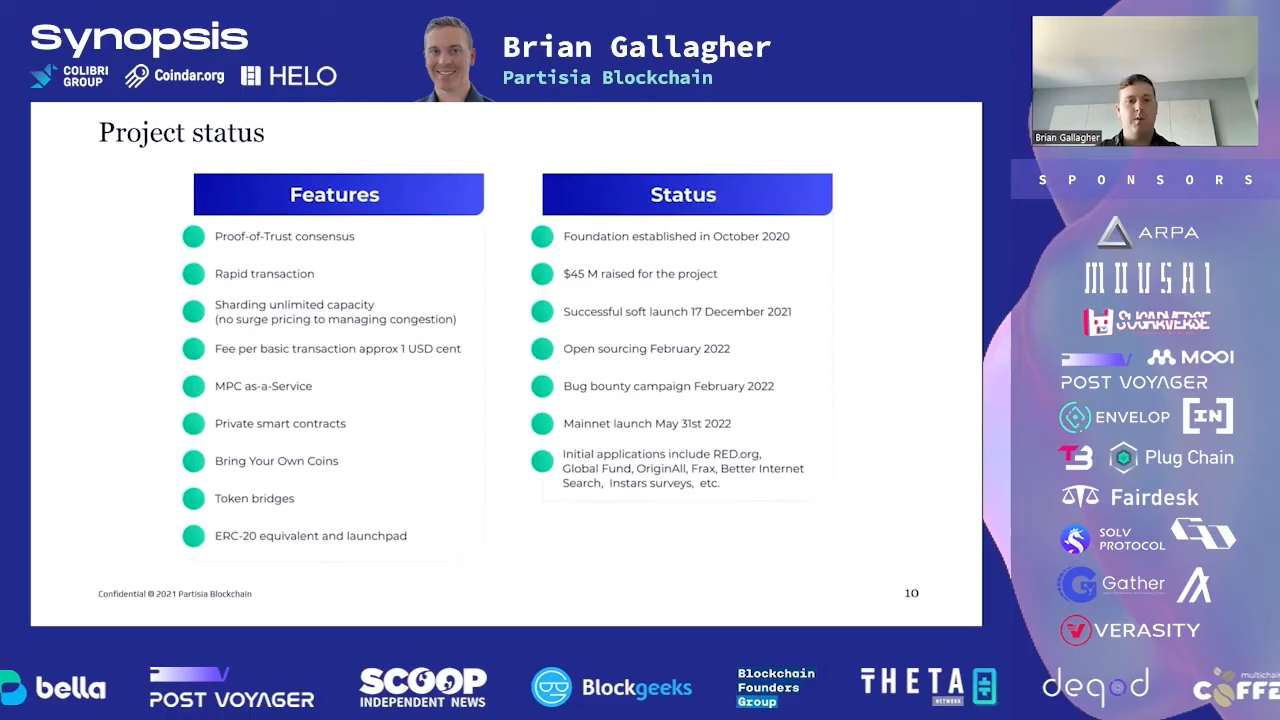 Synopsis
COLIBRI
GROUP
Coindar.org
HELO
Brian Gallagher
Partisia Blockchain
Brian Gallagher
Project status
Features
Proof-of-Trust consensus
Rapid transaction
Sharding unlimited capacity
(no surge pricing to managing congestion)
Fee per basic transaction approx 1 USD cent
MPC as-a-Service
Private smart contracts
Bring Your Own Coins
Token bridges
ERC-20 equivalent and launchpad
Status
Foundation established in October 2020
$45 M raised for the project
Successful soft launch 17 December 2021
Open sourcing February 2022
Bug bounty campaign February 2022
Mainnet launch May 31st 2022
Initial applications include RED.org,
Global Fund, OriginAll, Frax, Better Internet
Search, Instars surveys, etc.
Confidential © 2021 Partisia Blockchain
10
SPONSORS
ARPA
MOUSAI
SUGARVERSE
MOOI
POST VOYAGER
ENVELOP
[IN]
TB
Plug Chain
Fairdesk
SOLV
PROTOCOL
Gather
VERASITY
bella
POST VOYAGER
SCOOP
INDEPENDENT NEWS
Blockgeeks
Blockchain
Founders
Group
THETA
NETWORK
deqod
multichain
COFFE